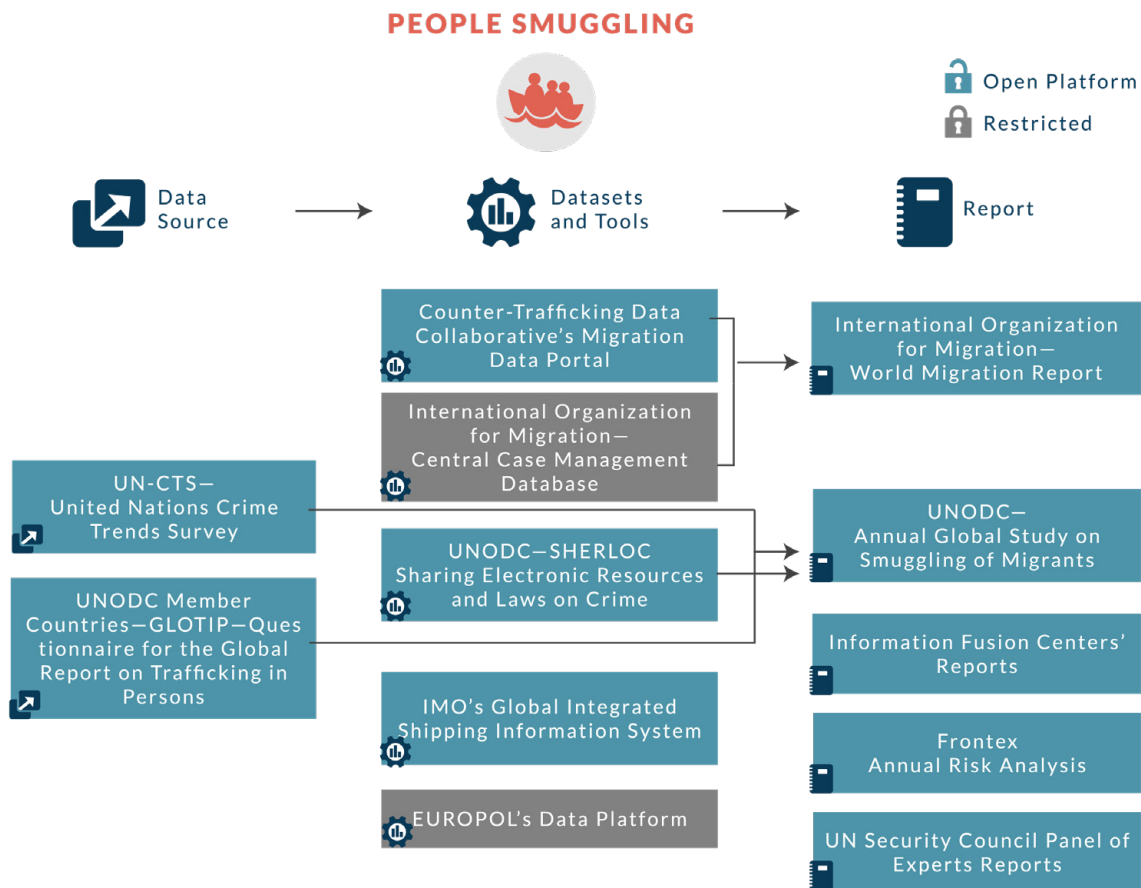 PEOPLE SMUGGLING
Open Platform
Restricted
Data
Source
Datasets
and Tools
Report
Counter-Trafficking Data
Collaborative’s Migration
Data Portal
International Organization
for Migration—
Central Case Management
Database
UN-CTS—
United Nations Crime
Trends Survey
UNODC Member
Countries—GLOTIP—Ques
tionnaire for the Global
Report on Trafficking in
Persons
UNODC—SHERLOC
Sharing Electronic Resources
and Laws on Crime
IMO’s Global Integrated
Shipping Information System
EUROPOL’s Data Platform
International Organization
for Migration—
World Migration Report
UNODC—
Annual Global Study on
Smuggling of Migrants
Information Fusion Centers’
Reports
Frontex
Annual Risk Analysis
UN Security Council Panel of
Experts Reports